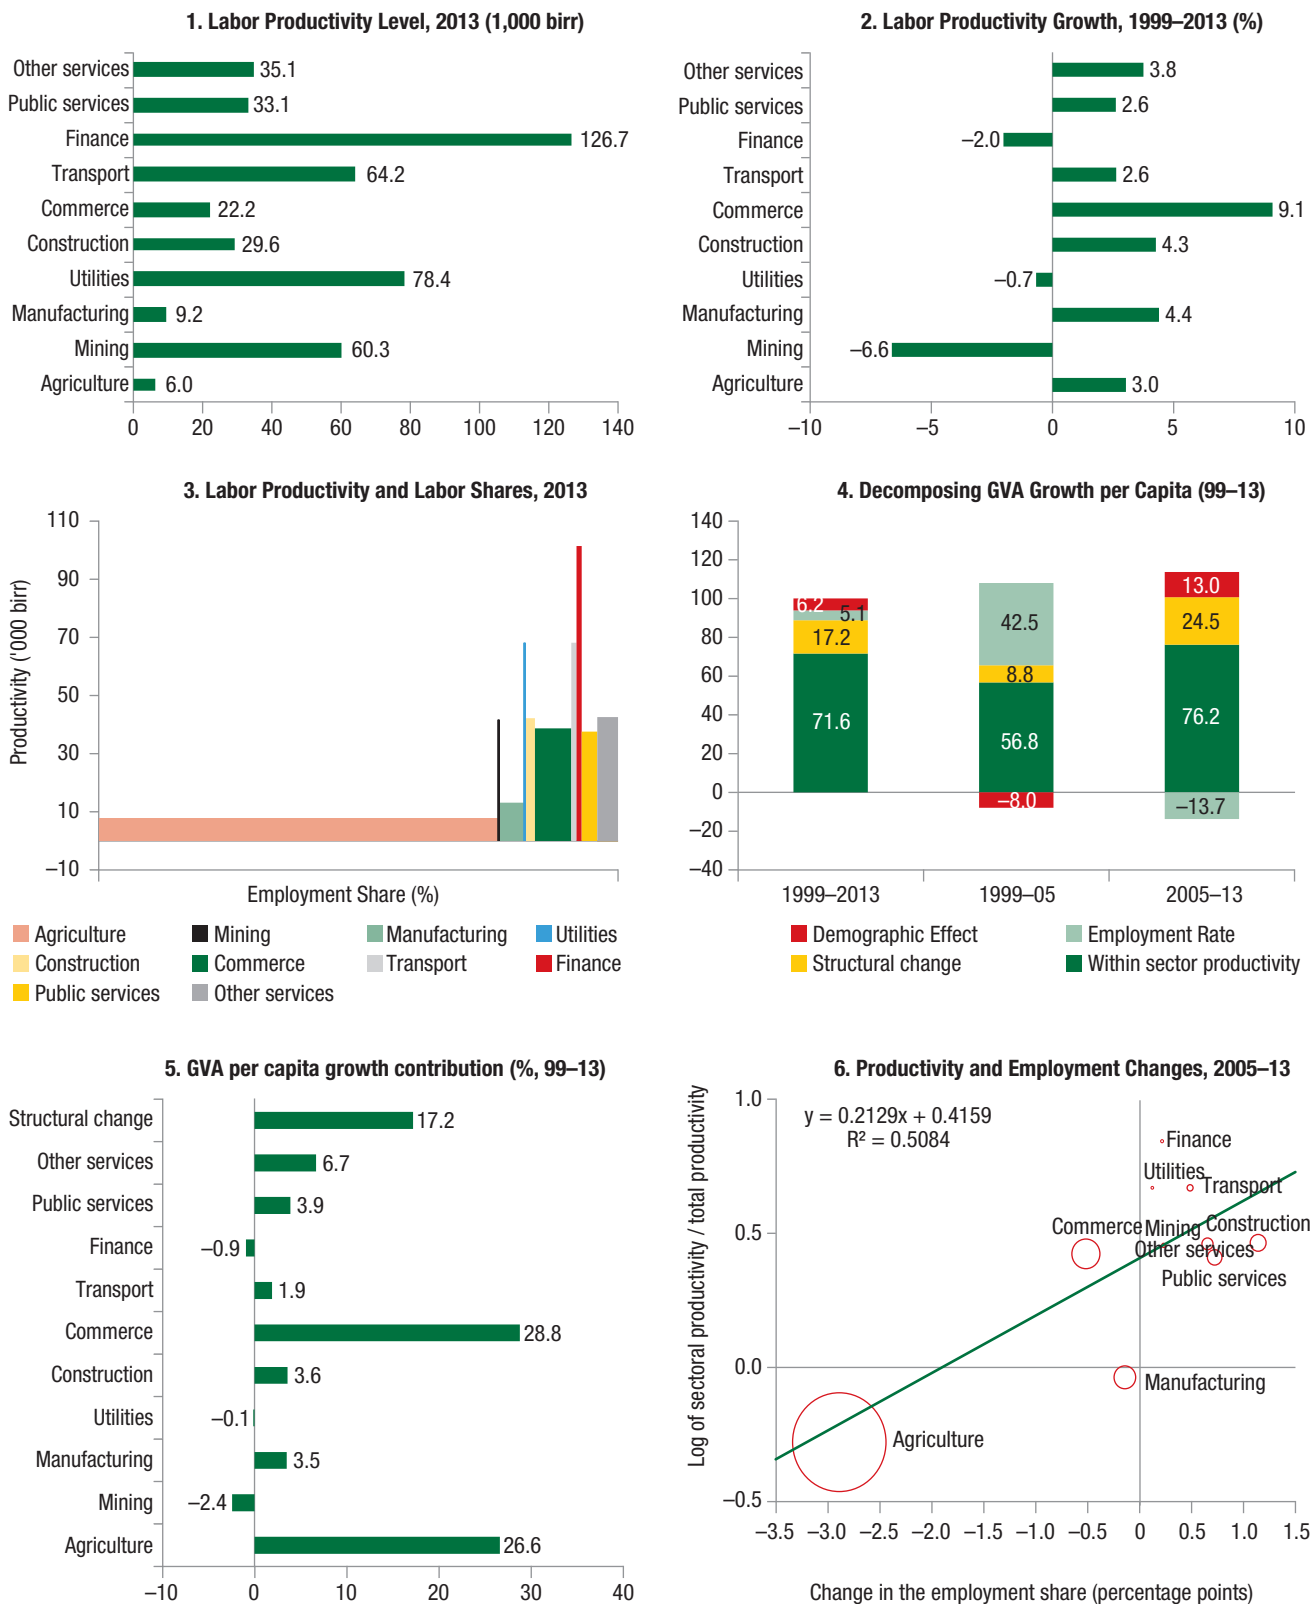 1. Labor Productivity Level, 2013 (1,000 birr)
Other services 35.1
Public services 33.1
Finance 126.7
Transport 64.2
Commerce 22.2
Construction 29.6
Utilities 78.4
Manufacturing 9.2
Mining 60.3
Agriculture 6.0
0 20 40 60 80 100 120 140
2. Labor Productivity Growth, 1999–2013 (%)
Other services 3.8
Public services 2.6
Finance –2.0
Transport 2.6
Commerce 9.1
Construction 4.3
Utilities –0.7
Manufacturing 4.4
Mining –6.6
Agriculture 3.0
–10 –5 0 5 10
3. Labor Productivity and Labor Shares, 2013
Productivity ('000 birr)
110
90
70
50
30
10
–10
Employment Share (%)
Agriculture Mining Manufacturing Utilities
Construction Commerce Transport Finance
Public services Other services
4. Decomposing GVA Growth per Capita (99–13)
140
120
100
80
60
40
20
0
–20
–40
6.2
5.1
17.2
71.6
42.5
8.8
56.8
–8.0
13.0
24.5
76.2
–13.7
1999–2013 1999–05 2005–13
Demographic Effect Employment Rate
Structural change Within sector productivity
5. GVA per capita growth contribution (%, 99–13)
Structural change 17.2
Other services 6.7
Public services 3.9
Finance –0.9
Transport 1.9
Commerce 28.8
Construction 3.6
Utilities –0.1
Manufacturing 3.5
Mining –2.4
Agriculture 26.6
–10 0 10 20 30 40
6. Productivity and Employment Changes, 2005–13
Log of sectoral productivity / total productivity
1.0
0.5
0.0
–0.5
y = 0.2129x + 0.4159
R² = 0.5084
Finance
Utilities
Transport
Commerce Mining Construction
Other services
Public services
Manufacturing
Agriculture
–3.5 –3.0 –2.5 –2.0 –1.5 –1.0 –0.5 0 0.5 1.0 1.5
Change in the employment share (percentage points)